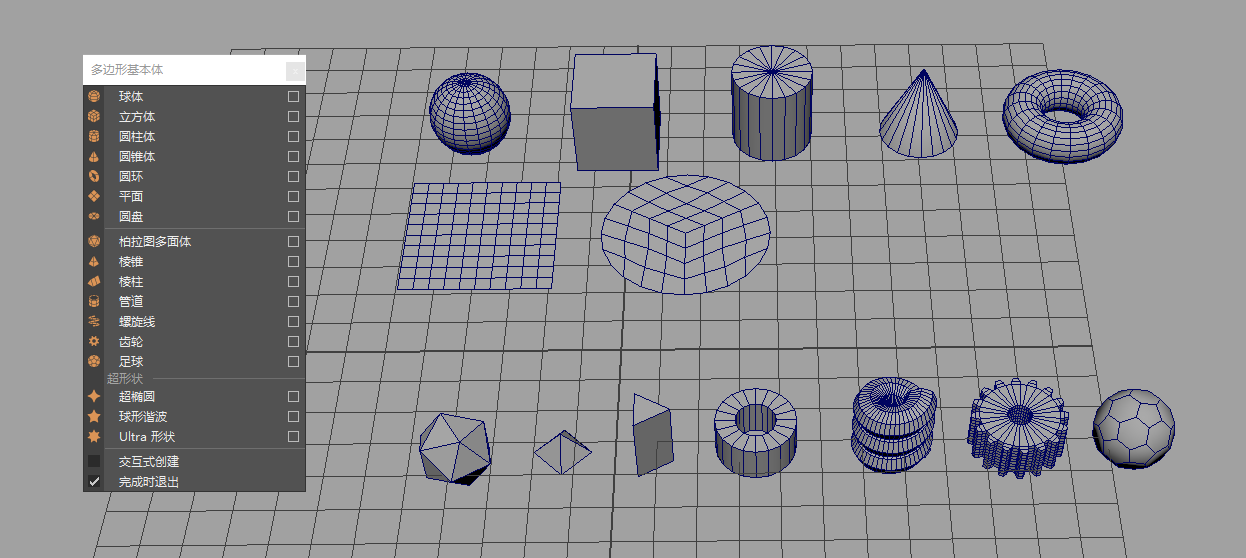 多边形基本体
球体
立方体
圆柱体
圆锥体
圆环
平面
圆盘
柏拉图多面体
棱锥
棱柱
管道
螺旋线
齿轮
足球
超形状
超椭圆
球形谐波
Ultra 形状
交互式创建
完成时退出